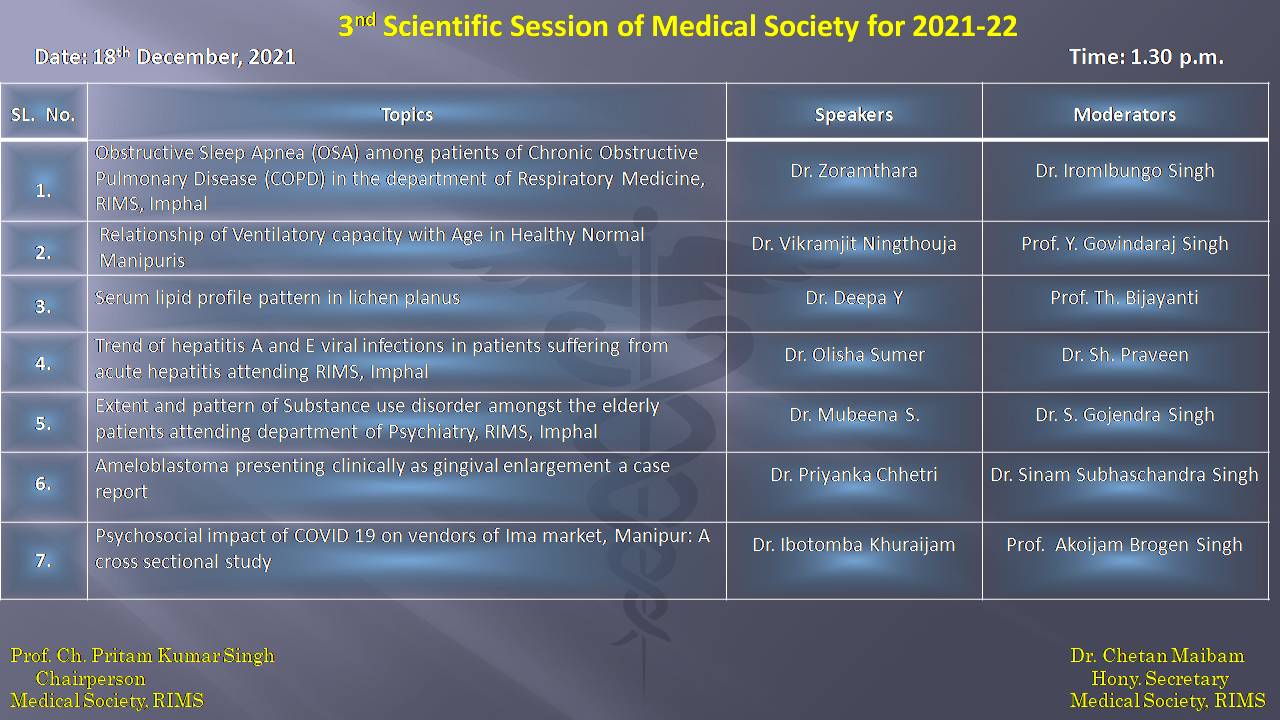 3nd Scientific Session of Medical Society for 2021-22
Date: 18th December, 2021 Time: 1.30 p.m.
SL. No. Topics Speakers Moderators
1. Obstructive Sleep Apnea (OSA) among patients of Chronic Obstructive
Pulmonary Disease (COPD) in the department of Respiratory Medicine,
RIMS, Imphal
Dr. Zoramthara
Dr. IromIbungo Singh
2. Relationship of Ventilatory capacity with Age in Healthy Normal
Manipuris
Dr. Vikramjit Ningthouja
Prof. Y. Govindaraj Singh
3. Serum lipid profile pattern in lichen planus
Dr. Deepa Y
Prof. Th. Bijayanti
4. Trend of hepatitis A and E viral infections in patients suffering from
acute hepatitis attending RIMS, Imphal
Dr. Olisha Sumer
Dr. Sh. Praveen
5. Extent and pattern of Substance use disorder amongst the elderly
patients attending department of Psychiatry, RIMS, Imphal
Dr. Mubeena S.
Dr. S. Gojendra Singh
6. Ameloblastoma presenting clinically as gingival enlargement a case
report
Dr. Priyanka Chhetri
Dr. Sinam Subhaschandra Singh
7. Psychosocial impact of COVID 19 on vendors of Ima market, Manipur: A
cross sectional study
Dr. Ibotomba Khuraijam
Prof. Akoijam Brogen Singh
Prof. Ch. Pritam Kumar Singh
Chairperson
Medical Society, RIMS
Dr. Chetan Maibam
Hony. Secretary
Medical Society, RIMS